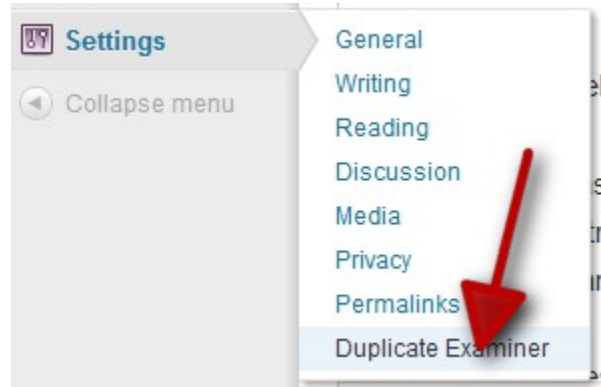 Settings
Collapse menu
General
Writing
Reading
Discussion
Media
Privacy
Permalinks
Duplicate Examiner